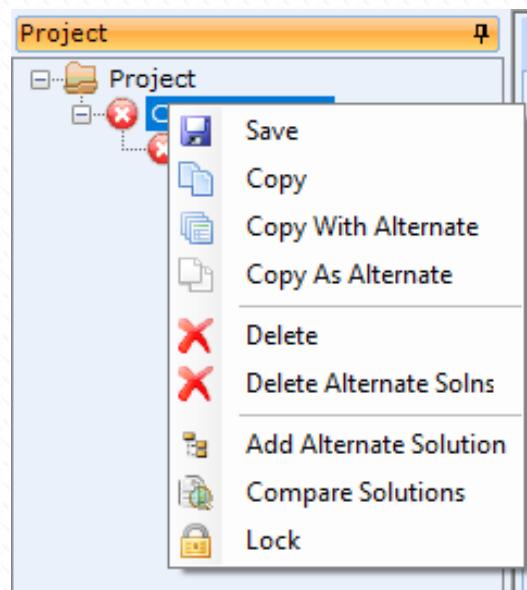 Project
Project
Save
Copy
Copy With Alternate
Copy As Alternate
Delete
Delete Alternate Solns
Add Alternate Solution
Compare Solutions
Lock